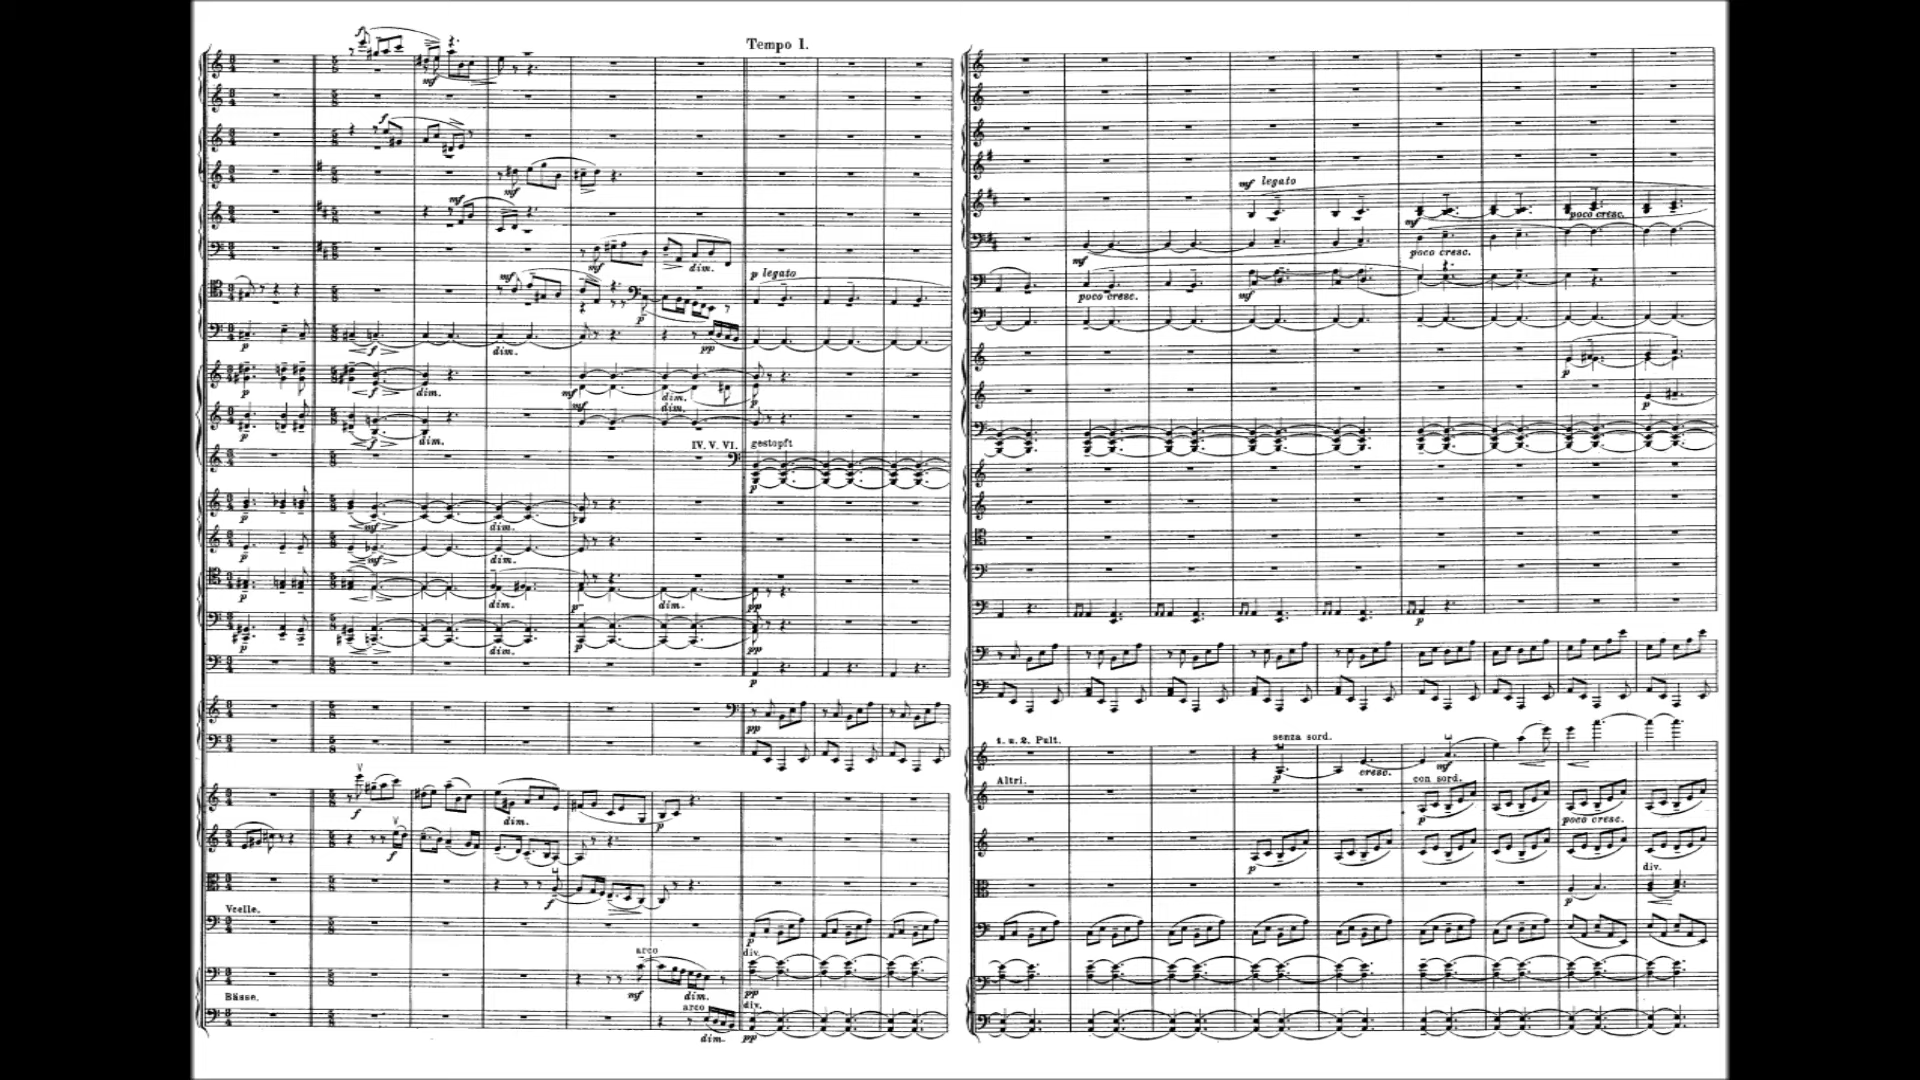 Tempo I.
f
mf
f
mf
mf
mf
dim.
mf
p legato
p
p
f
dim.
pp
p
f
dim.
mf
dim.
p
mf
dim.
p
f
dim.
IV. V. VI.
gestopft
p
p
mf
dim.
p
mf
dim.
p
dim.
p
dim.
pp
p
dim.
p
pp
p
pp
f
dim.
p
f
f
Vcelle.
p
arco
div.
mf
dim.
pp
Bässe.
arco
div.
dim.
pp
mf legato
mf
poco cresc.
mf
poco cresc.
poco cresc.
mf
p
p
p
1. u. 2. Pult.
senza sord.
p
cresc.
mf
Altri.
con sord.
p
poco cresc.
p
div.
p